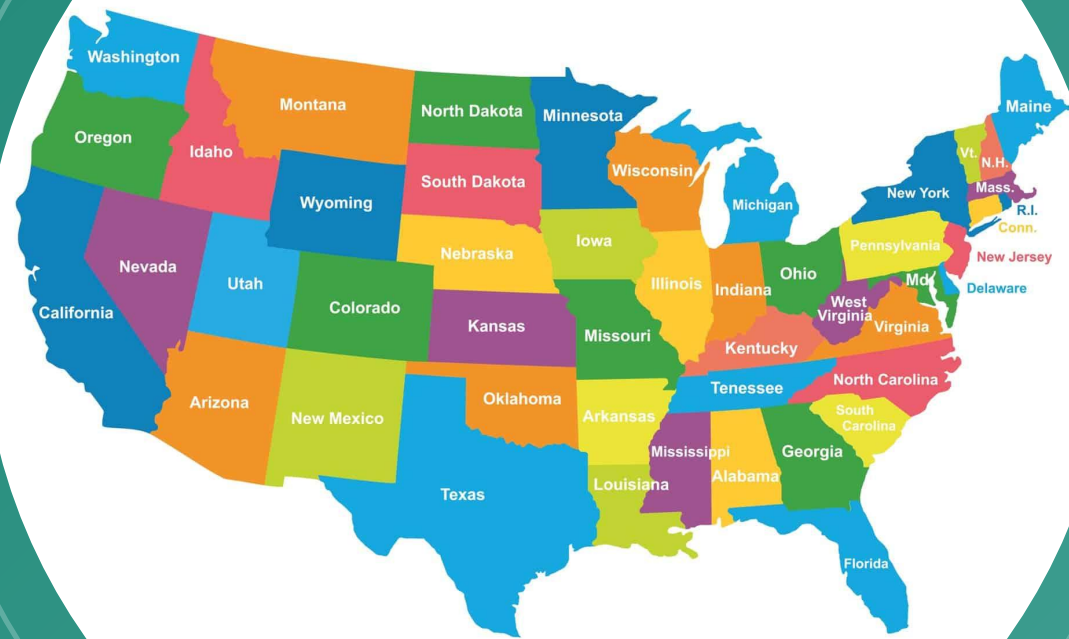 Washington
Montana
North Dakota
Minnesota
Maine
Oregon
Idaho
Wisconsin
Vt.
N.H.
South Dakota
Wyoming
Michigan
New York
Mass.
R.I.
Conn.
Nebraska
Iowa
Pennsylvania
New Jersey
Nevada
Utah
Illinois
Indiana
Ohio
Md.
Delaware
California
Colorado
Kansas
Missouri
West
Virginia
Virginia
Kentucky
Arizona
New Mexico
Oklahoma
Arkansas
Tennessee
North Carolina
South
Carolina
Texas
Louisiana
Mississippi
Alabama
Georgia
Florida